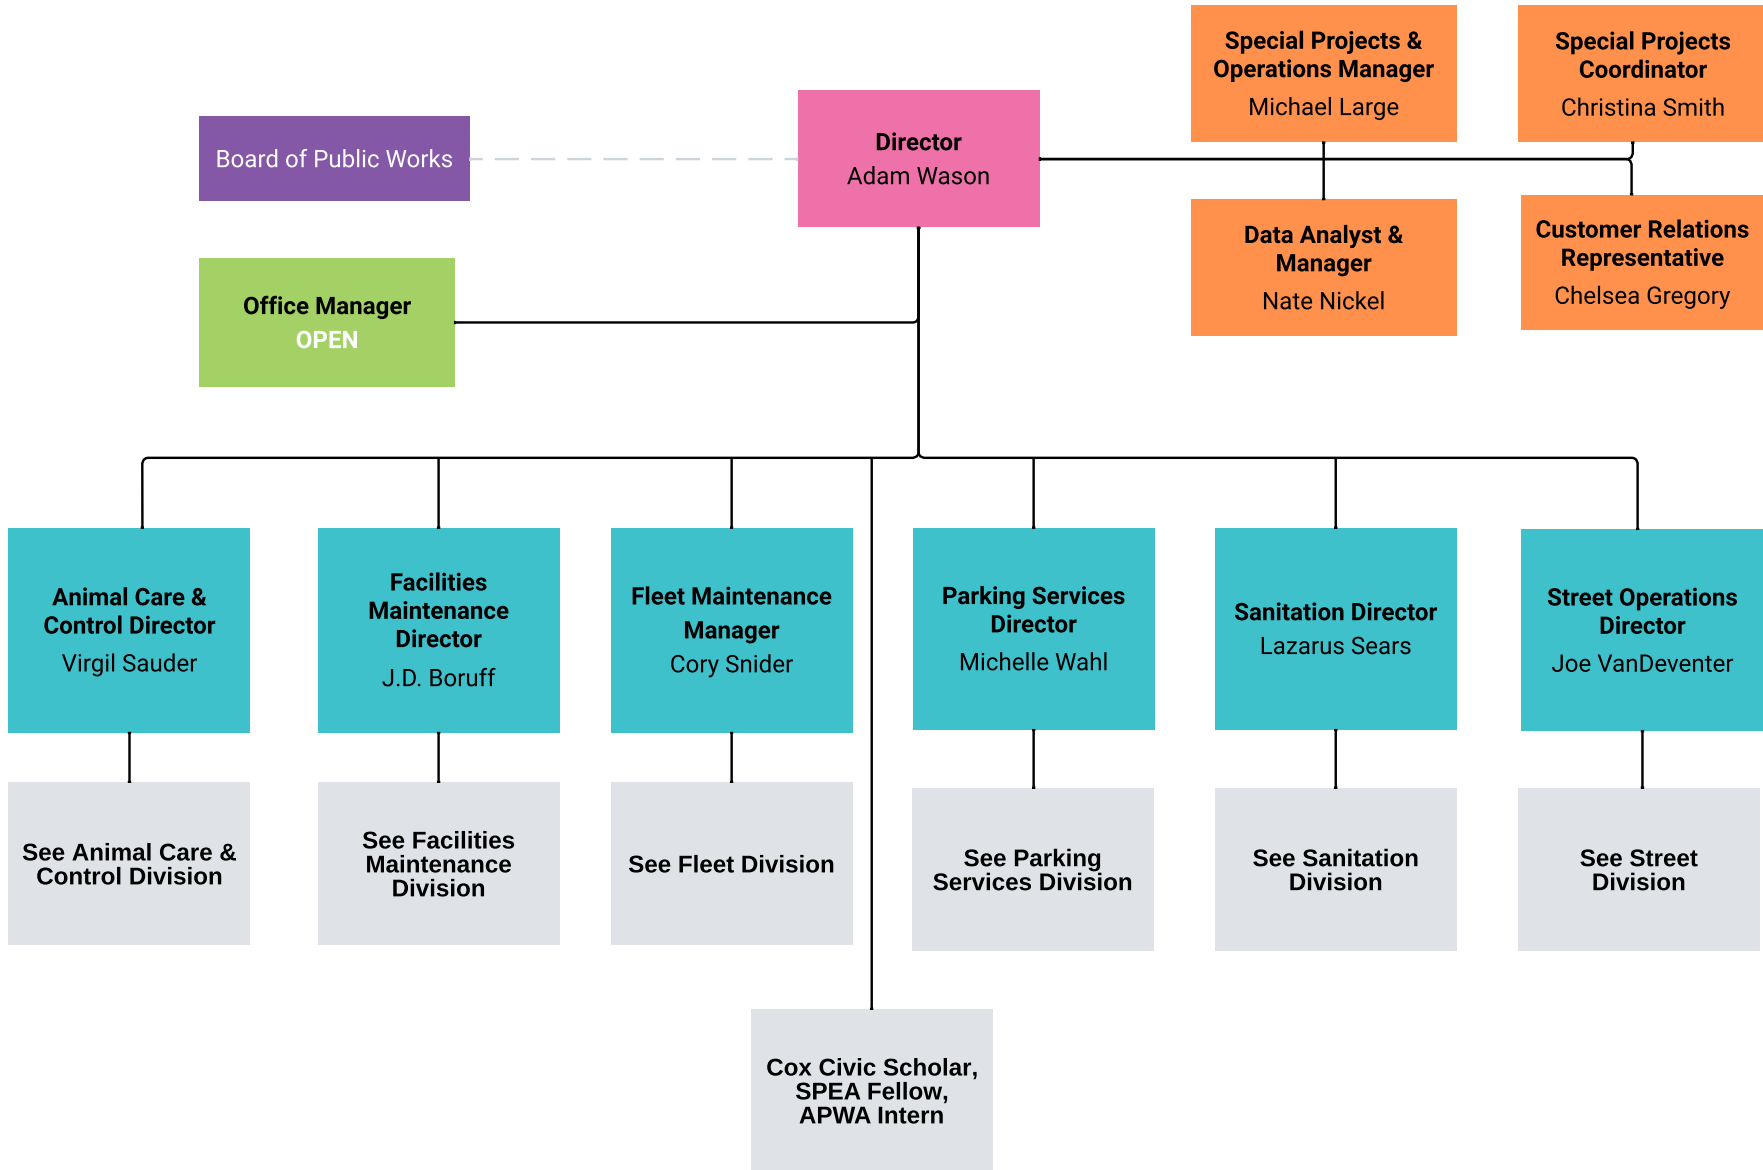 Special Projects &
Operations Manager
Michael Large
Special Projects
Coordinator
Christina Smith
Board of Public Works
Director
Adam Wason
Data Analyst &
Manager
Nate Nickel
Customer Relations
Representative
Chelsea Gregory
Office Manager
OPEN
Animal Care &
Control Director
Virgil Sauder
Facilities
Maintenance
Director
J.D. Boruff
Fleet Maintenance
Manager
Cory Snider
Parking Services
Director
Michelle Wahl
Sanitation Director
Lazarus Sears
Street Operations
Director
Joe VanDeventer
See Animal Care &
Control Division
See Facilities
Maintenance
Division
See Fleet Division
See Parking
Services Division
See Sanitation
Division
See Street
Division
Cox Civic Scholar,
SPEA Fellow,
APWA Intern